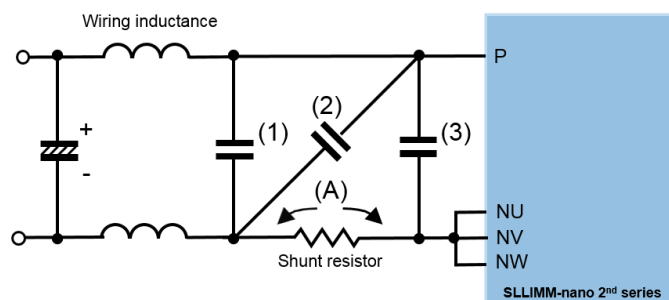 Wiring inductance
P
(2)
(1)
(3)
+
-
(A)
NU
NV
NW
Shunt resistor
SLLIMM-nano 2nd series